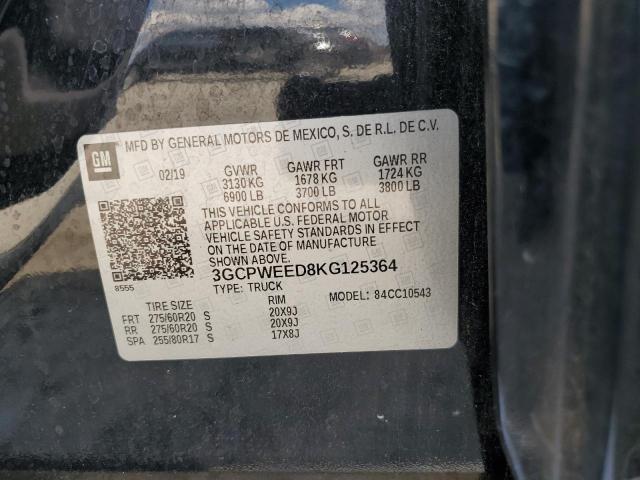 MFD BY GENERAL MOTORS DE MEXICO, S. DE R.L. DE C.V.
GM
02/19 GVWR GAWR FRT GAWR RR
3130 KG 1678 KG 1724 KG
6900 LB 3700 LB 3800 LB
THIS VEHICLE CONFORMS TO ALL
APPLICABLE U.S. FEDERAL MOTOR
VEHICLE SAFETY STANDARDS IN EFFECT
ON THE DATE OF MANUFACTURE
SHOWN ABOVE.
3GCPWEED8KG125364
8555
TYPE: TRUCK
TIRE SIZE RIM MODEL: 84CC10543
FRT 275/60R20 S 20X9J
RR 275/60R20 S 20X9J
SPA 255/80R17 S 17X8J